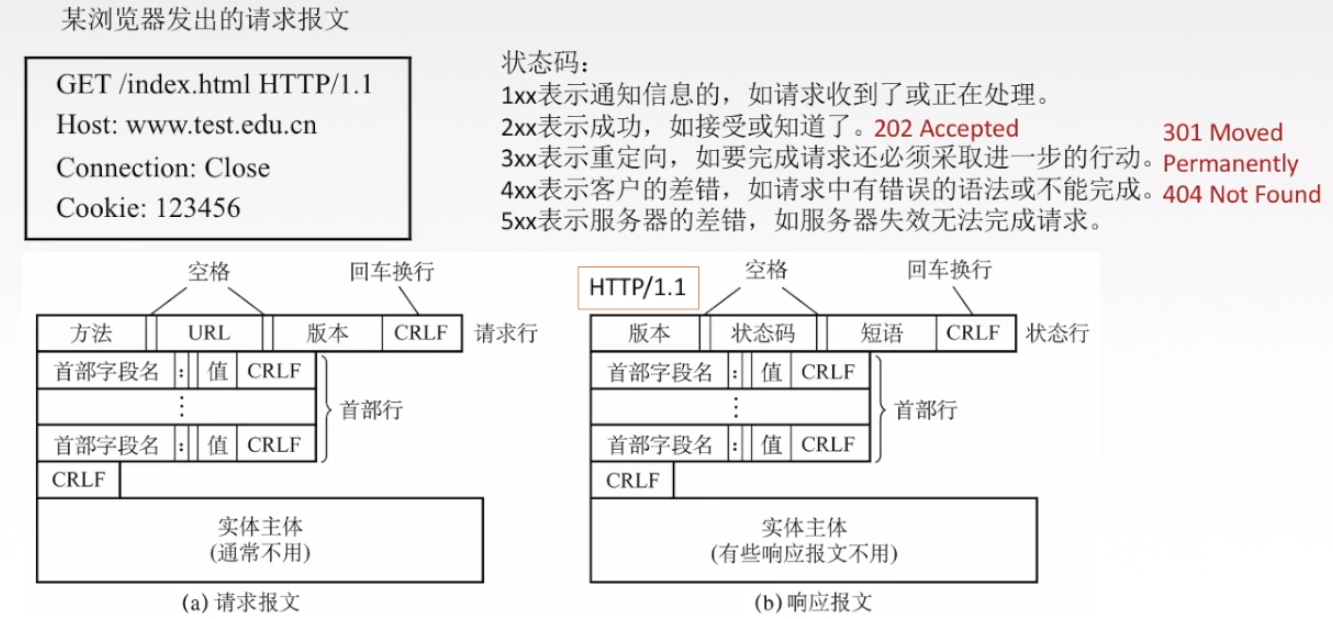 某浏览器发出的请求报文
GET /index.html HTTP/1.1
Host: www.test.edu.cn
Connection: Close
Cookie: 123456
状态码：
1xx表示通知信息的，如请求收到了或正在处理。
2xx表示成功，如接受或知道了。202 Accepted
3xx表示重定向，如要完成请求还必须采取进一步的行动。301 Moved Permanently
4xx表示客户的差错，如请求中有错误的语法或不能完成。404 Not Found
5xx表示服务器的差错，如服务器失效无法完成请求。
空格 回车换行
方法 URL 版本 CRLF 请求行
首部字段名 : 值 CRLF
⋮ 首部行
首部字段名 : 值 CRLF
CRLF
实体主体
(通常不用)
(a) 请求报文
HTTP/1.1 空格 回车换行
版本 状态码 短语 CRLF 状态行
首部字段名 : 值 CRLF
⋮ 首部行
首部字段名 : 值 CRLF
CRLF
实体主体
(有些响应报文不用)
(b) 响应报文